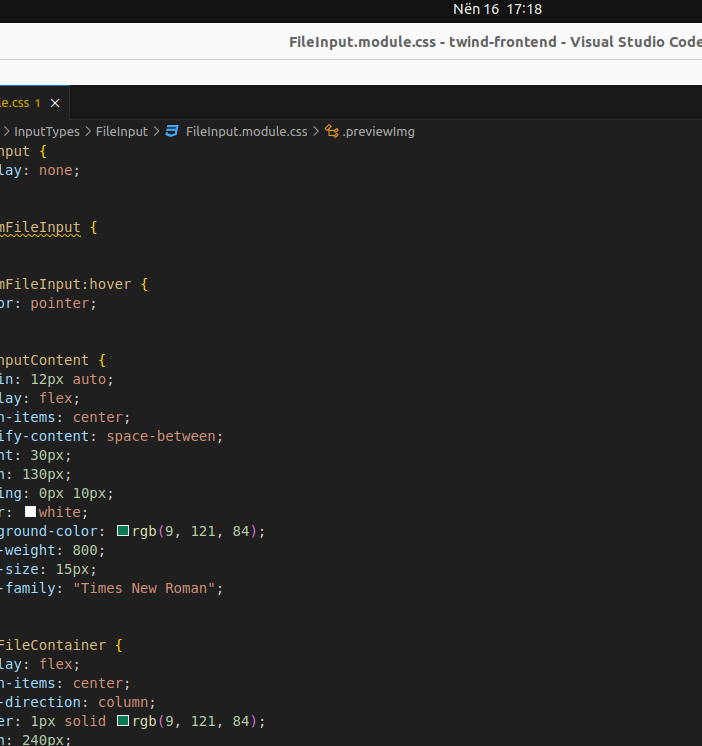 Nën 16 17:18
FileInput.module.css - twind-frontend - Visual Studio Code
le.css 1 ×
> InputTypes > FileInput > FileInput.module.css > .previewImg
nput {
lay: none;
mFileInput {
mFileInput:hover {
or: pointer;
nputContent {
in: 12px auto;
lay: flex;
n-items: center;
ify-content: space-between;
ht: 30px;
h: 130px;
ing: 0px 10px;
r: white;
ground-color: rgb(9, 121, 84);
-weight: 800;
-size: 15px;
-family: "Times New Roman";
FileContainer {
lay: flex;
n-items: center;
-direction: column;
er: 1px solid rgb(9, 121, 84);
h: 240px;